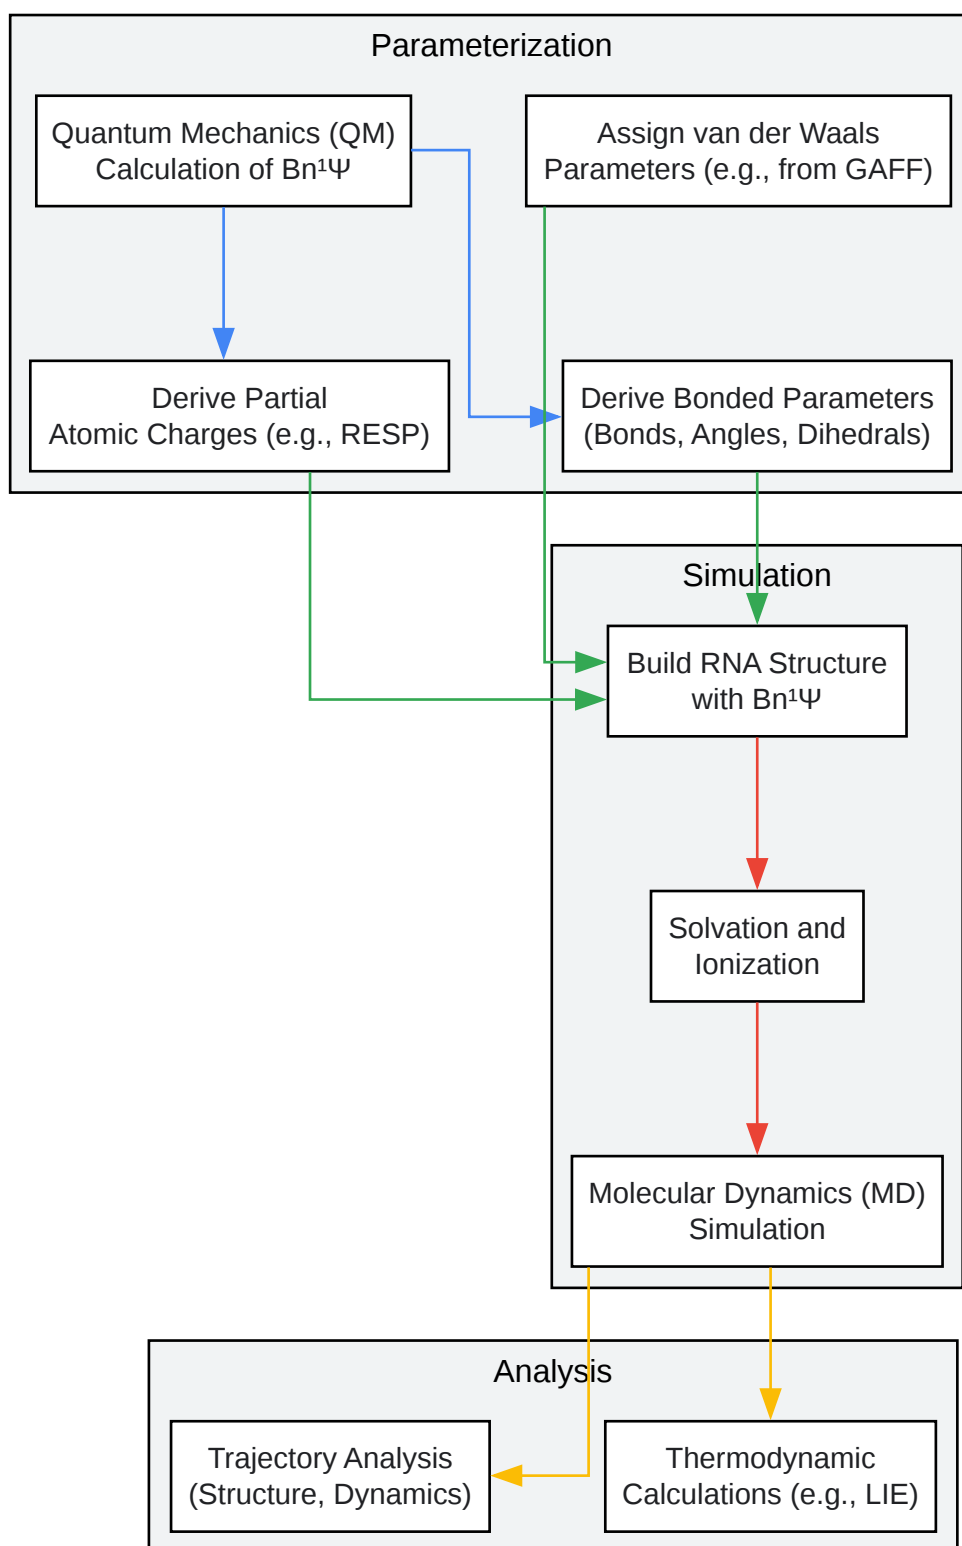 Parameterization
Quantum Mechanics (QM)
Calculation of Bn¹Ψ
Assign van der Waals
Parameters (e.g., from GAFF)
Derive Partial
Atomic Charges (e.g., RESP)
Derive Bonded Parameters
(Bonds, Angles, Dihedrals)
Simulation
Build RNA Structure
with Bn¹Ψ
Solvation and
Ionization
Molecular Dynamics (MD)
Simulation
Analysis
Trajectory Analysis
(Structure, Dynamics)
Thermodynamic
Calculations (e.g., LIE)